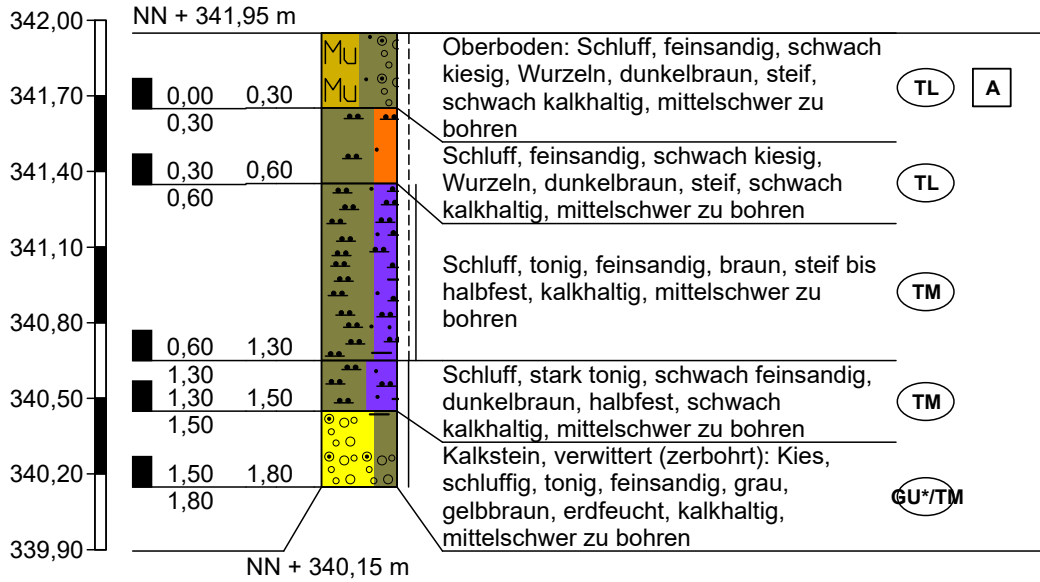 342,00
NN + 341,95 m
Mu
Mu
Oberboden: Schluff, feinsandig, schwach
kiesig, Wurzeln, dunkelbraun, steif,
schwach kalkhaltig, mittelschwer zu
bohren
TL
A
341,70
0,00 0,30
0,30
Schluff, feinsandig, schwach kiesig,
Wurzeln, dunkelbraun, steif, schwach
kalkhaltig, mittelschwer zu bohren
TL
341,40
0,30 0,60
0,60
341,10
Schluff, tonig, feinsandig, braun, steif bis
halbfest, kalkhaltig, mittelschwer zu
bohren
TM
340,80
0,60 1,30
1,30
Schluff, stark tonig, schwach feinsandig,
dunkelbraun, halbfest, schwach
kalkhaltig, mittelschwer zu bohren
TM
340,50
1,30 1,50
1,50
Kalkstein, verwittert (zerbohrt): Kies,
schluffig, tonig, feinsandig, grau,
gelbbraun, erdfeucht, kalkhaltig,
mittelschwer zu bohren
GU*/TM
340,20
1,50 1,80
1,80
339,90
NN + 340,15 m